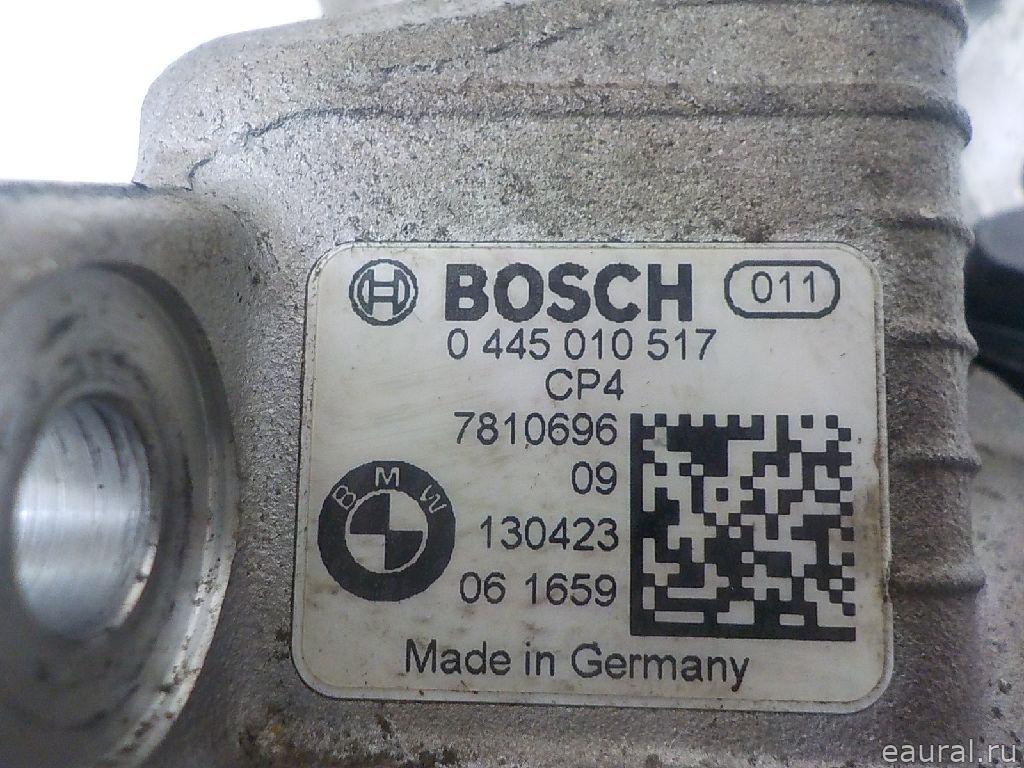 BOSCH 011
0 445 010 517
CP4
7810696
09
BMW
130423
06 1659
Made in Germany
eaural.ru